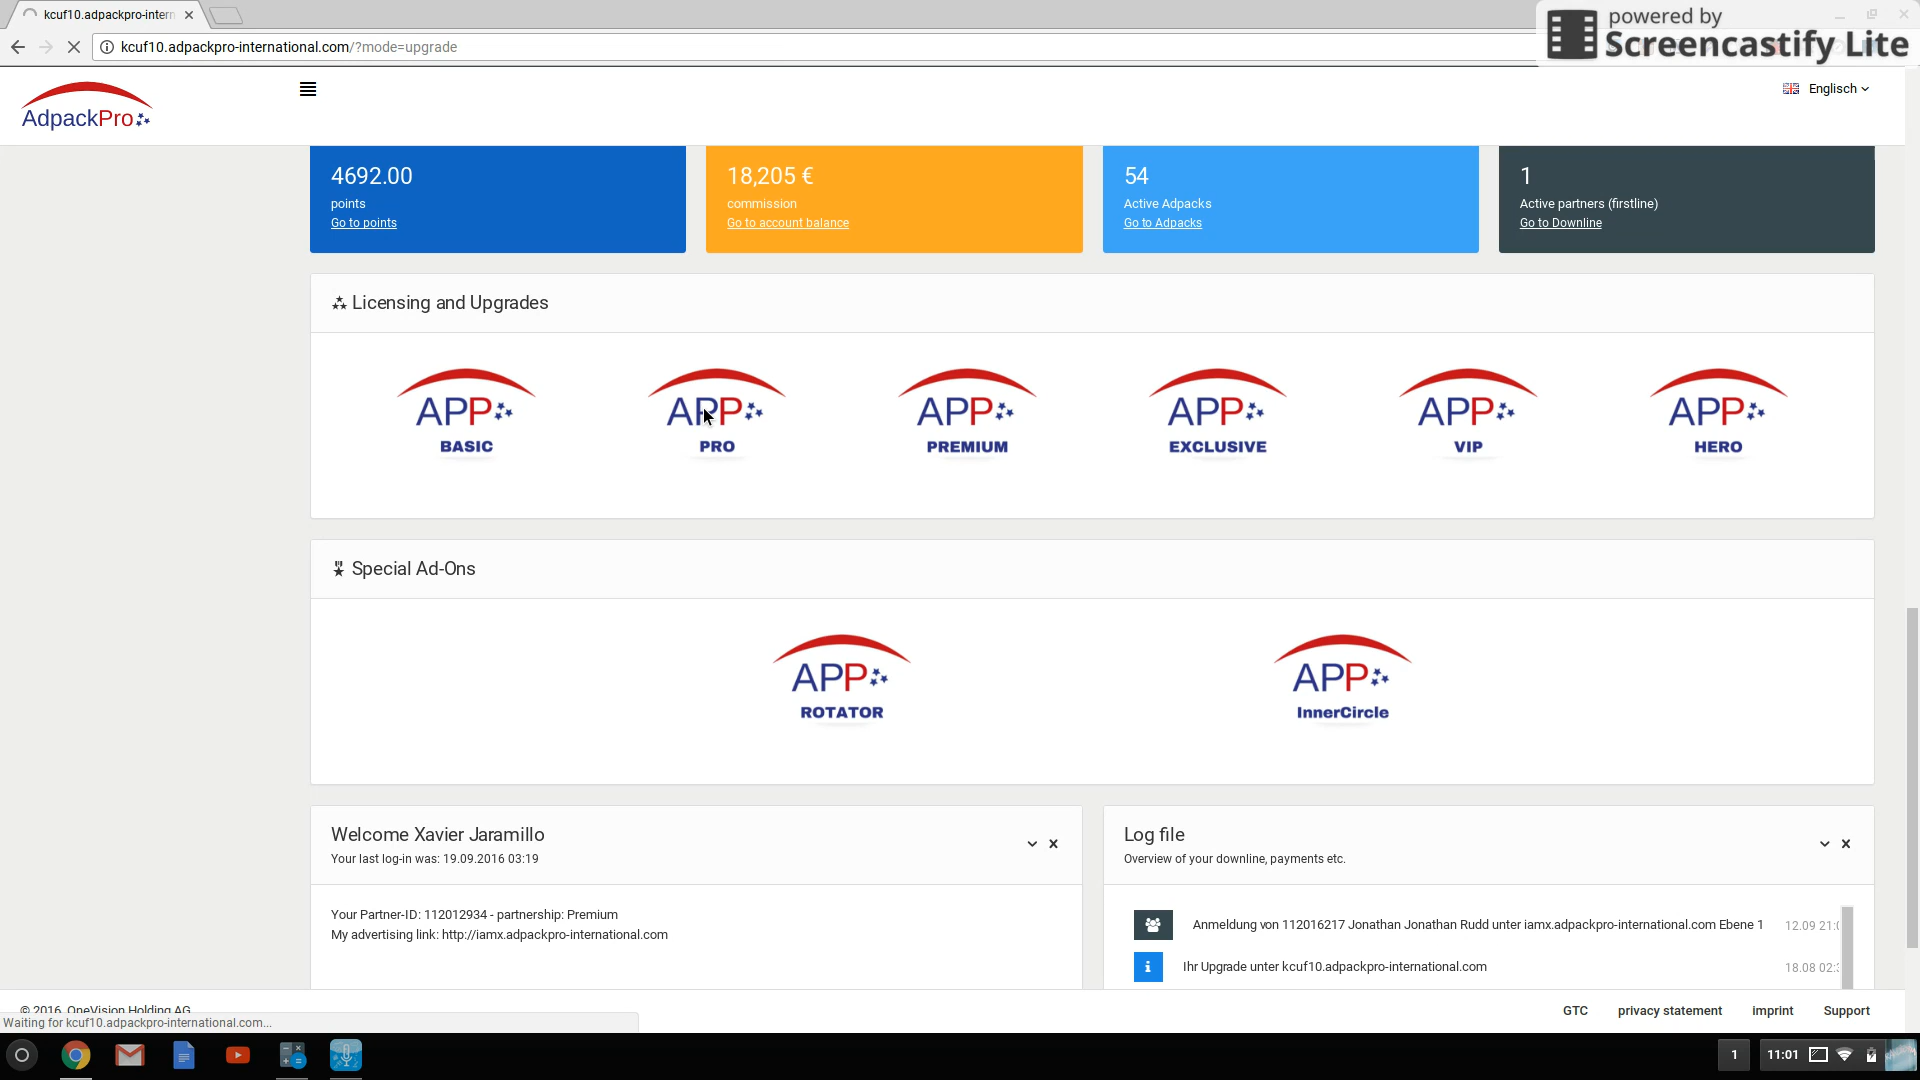 kcuf10.adpackpro-intern
kcuf10.adpackpro-international.com/?mode=upgrade
powered by
Screencastify Lite
AdpackPro
Englisch
4692.00
points
Go to points
18,205 €
commission
Go to account balance
54
Active Adpacks
Go to Adpacks
1
Active partners (firstline)
Go to Downline
Licensing and Upgrades
APP
BASIC
APP
PRO
APP
PREMIUM
APP
EXCLUSIVE
APP
VIP
APP
HERO
Special Ad-Ons
APP
ROTATOR
APP
InnerCircle
Welcome Xavier Jaramillo
Your last log-in was: 19.09.2016 03:19
Your Partner-ID: 112012934 - partnership: Premium
My advertising link: http://iamx.adpackpro-international.com
Log file
Overview of your downline, payments etc.
Anmeldung von 112016217 Jonathan Jonathan Rudd unter iamx.adpackpro-international.com Ebene 1
12.09 21:
Ihr Upgrade unter kcuf10.adpackpro-international.com
18.08 02:
© 2016, OneVision Holding AG
Waiting for kcuf10.adpackpro-international.com...
GTC
privacy statement
imprint
Support
1
11:01